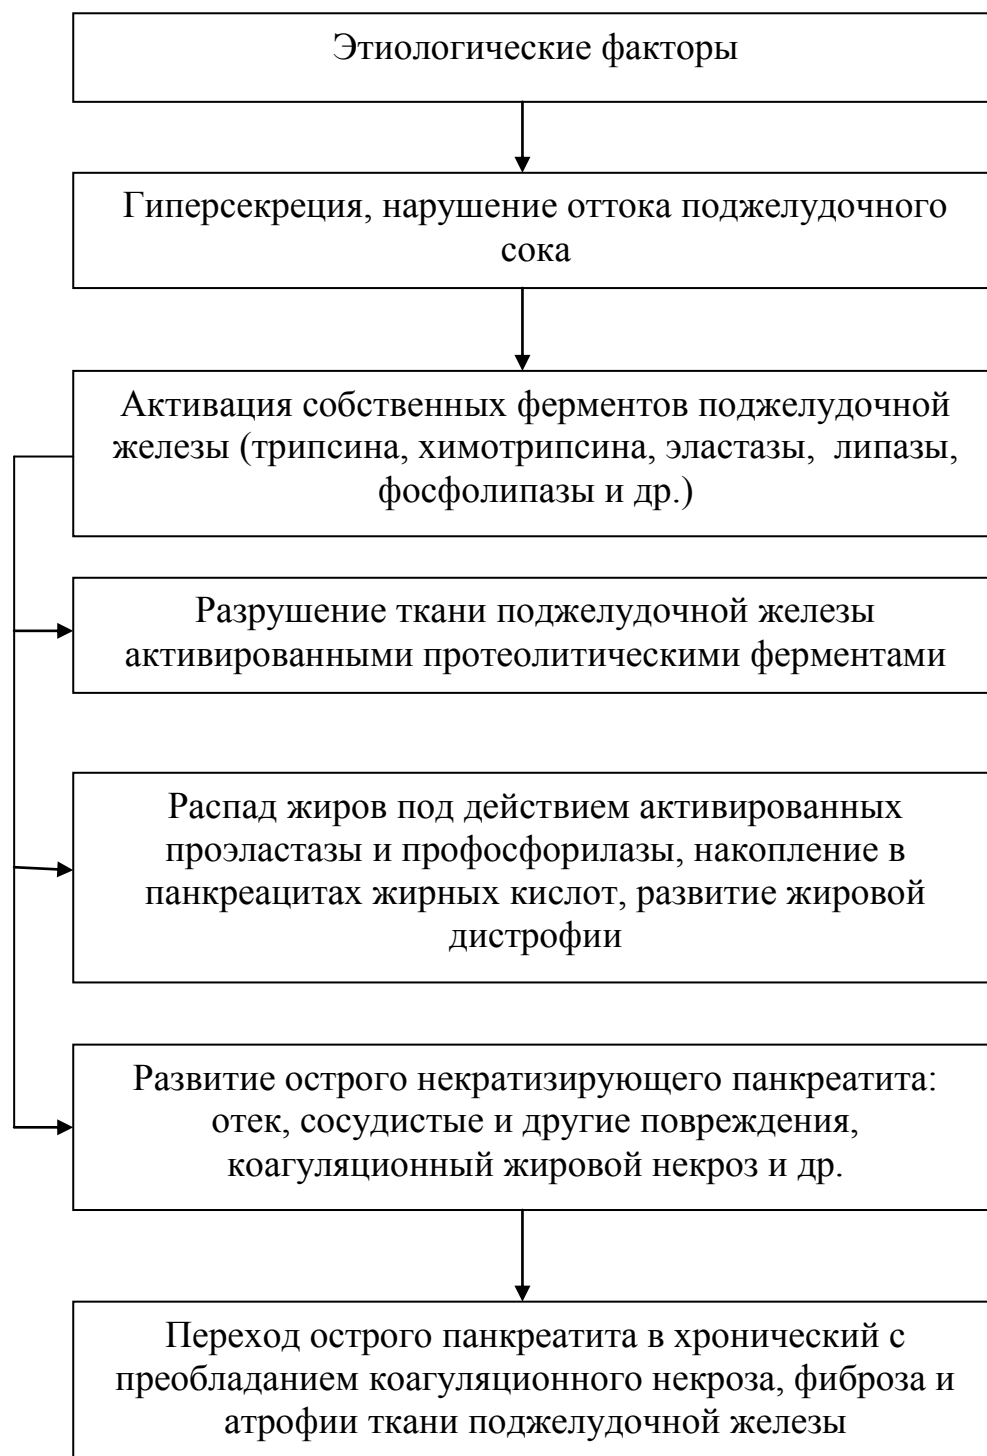 Этиологические факторы
Гиперсекреция, нарушение оттока поджелудочного
сока
Активация собственных ферментов поджелудочной
железы (трипсина, химотрипсина, эластазы, липазы,
фосфолипазы и др.)
Разрушение ткани поджелудочной железы
активированными протеолитическими ферментами
Распад жиров под действием активированных
проэластазы и профосфорилазы, накопление в
панкреацитах жирных кислот, развитие жировой
дистрофии
Развитие острого некратизирующего панкреатита:
отек, сосудистые и другие повреждения,
коагуляционный жировой некроз и др.
Переход острого панкреатита в хронический с
преобладанием коагуляционного некроза, фиброза и
атрофии ткани поджелудочной железы